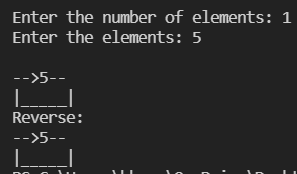 Enter the number of elements: 1
Enter the elements: 5
-->5--
|_____|
Reverse:
-->5--
|_____|